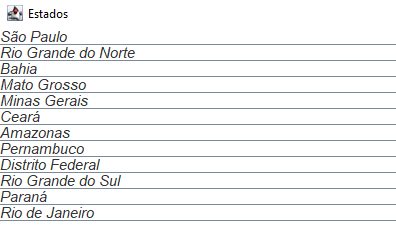 Estados
São Paulo
Rio Grande do Norte
Bahia
Mato Grosso
Minas Gerais
Ceará
Amazonas
Pernambuco
Distrito Federal
Rio Grande do Sul
Paraná
Rio de Janeiro